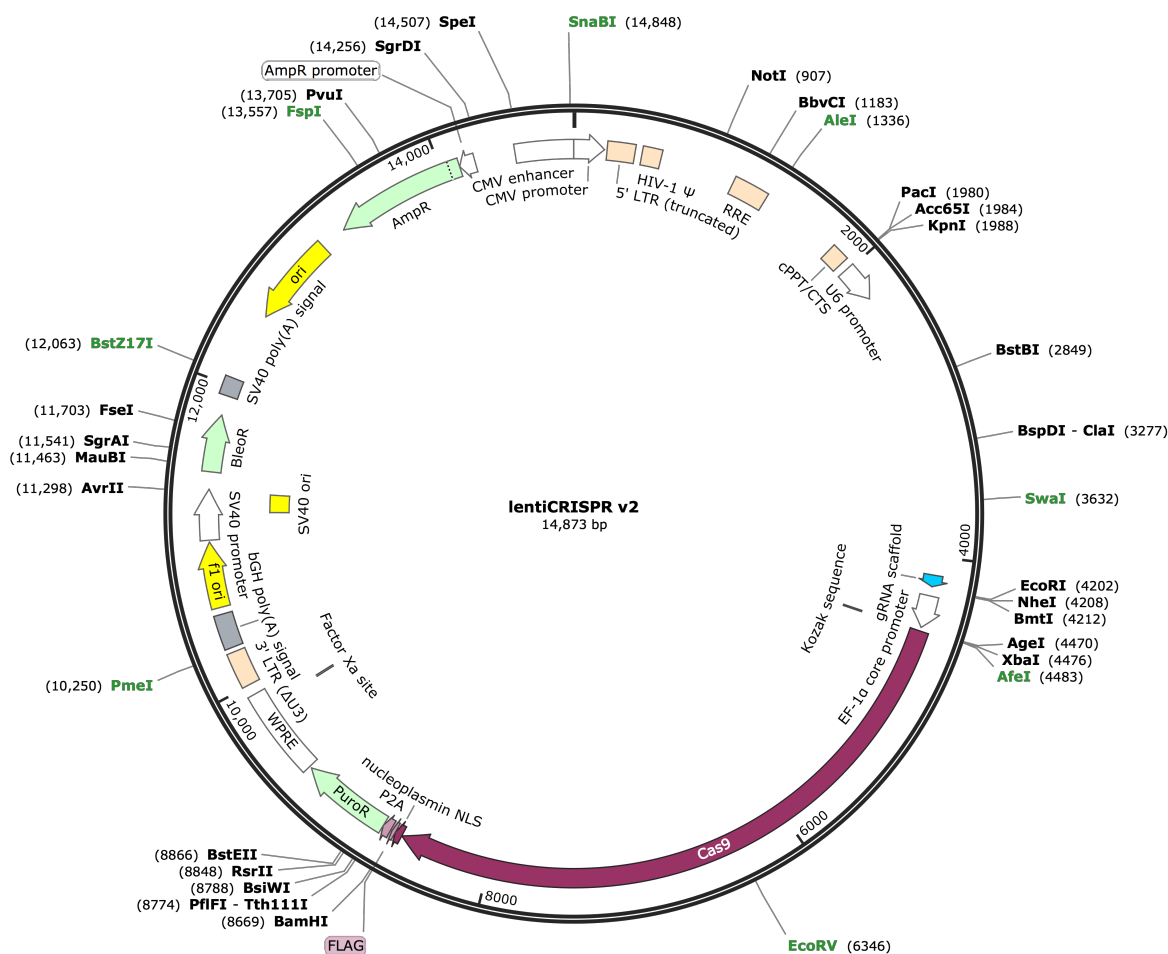 lentiCRISPR v2
14,873 bp
SnaBI (14,848)
NotI (907)
BbvCI (1183)
AleI (1336)
PacI (1980)
Acc65I (1984)
KpnI (1988)
BstBI (2849)
BspDI - ClaI (3277)
SwaI (3632)
EcoRI (4202)
NheI (4208)
BmtI (4212)
AgeI (4470)
XbaI (4476)
AfeI (4483)
EcoRV (6346)
FLAG
(8669) BamHI
(8774) PflFI - Tth111I
(8788) BsiWI
(8848) RsrII
(8866) BstEII
(10,250) PmeI
(11,298) AvrII
(11,463) MauBI
(11,541) SgrAI
(11,703) FseI
(12,063) BstZ17I
(13,557) FspI
(13,705) PvuI
AmpR promoter
(14,256) SgrDI
(14,507) SpeI
2000
4000
6000
8000
10,000
12,000
14,000
CMV enhancer
CMV promoter
5' LTR (truncated)
HIV-1 Ψ
RRE
cPPT/CTS
U6 promoter
gRNA scaffold
EF-1α core promoter
Kozak sequence
Cas9
nucleoplasmin NLS
P2A
PuroR
WPRE
Factor Xa site
3' LTR (ΔU3)
bGH poly(A) signal
f1 ori
SV40 promoter
SV40 ori
BleoR
SV40 poly(A) signal
ori
AmpR